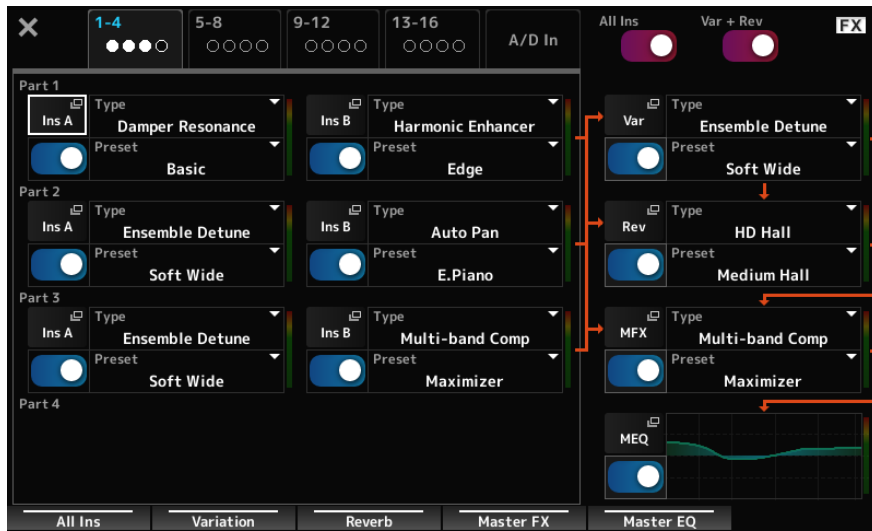 1-4
5-8
9-12
13-16
A/D In
All Ins
Var + Rev
FX
Part 1
Ins A
Type
Damper Resonance
Preset
Basic
Ins B
Type
Harmonic Enhancer
Preset
Edge
Var
Type
Ensemble Detune
Preset
Soft Wide
Part 2
Ins A
Type
Ensemble Detune
Preset
Soft Wide
Ins B
Type
Auto Pan
Preset
E.Piano
Rev
Type
HD Hall
Preset
Medium Hall
Part 3
Ins A
Type
Ensemble Detune
Preset
Soft Wide
Ins B
Type
Multi-band Comp
Preset
Maximizer
MFX
Type
Multi-band Comp
Preset
Maximizer
Part 4
MEQ
All Ins
Variation
Reverb
Master FX
Master EQ